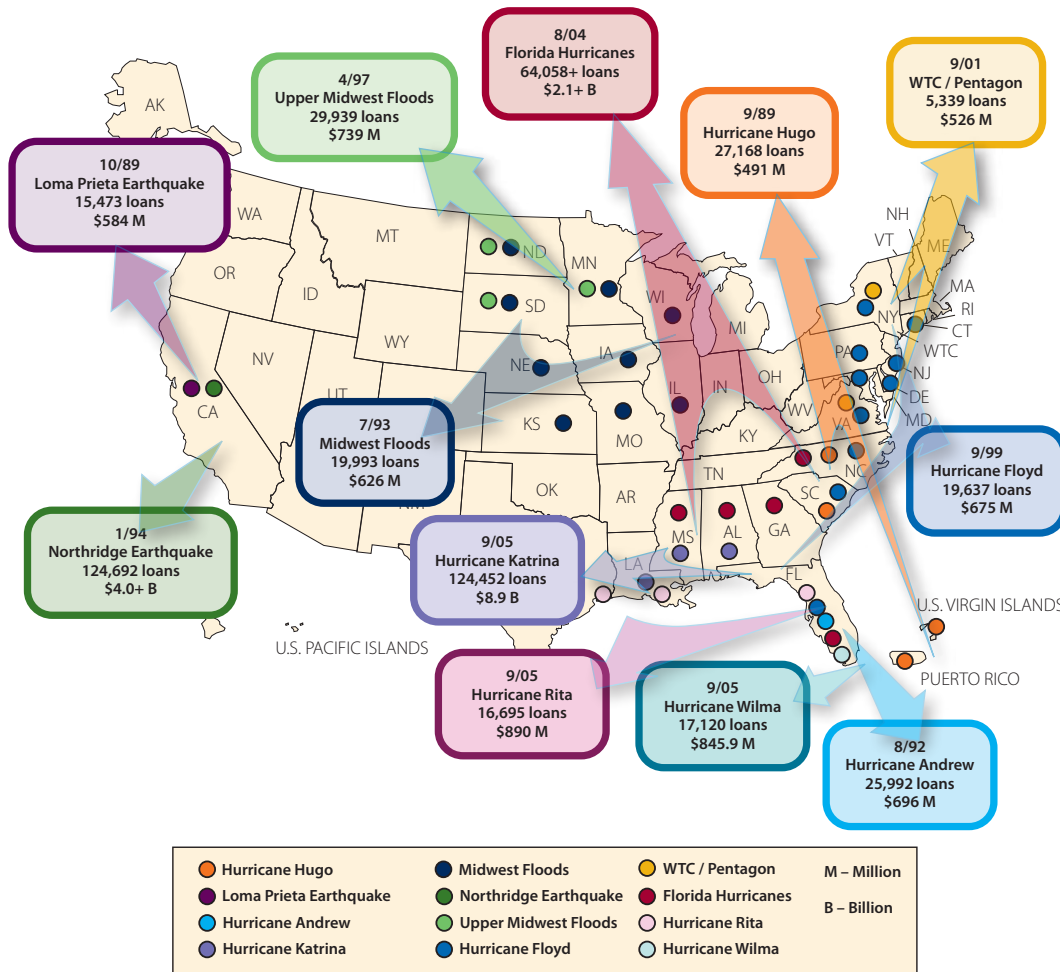 8/04
Florida Hurricanes
64,058+ loans
$2.1+ B
9/01
WTC / Pentagon
5,339 loans
$526 M
4/97
Upper Midwest Floods
29,939 loans
$739 M
9/89
Hurricane Hugo
27,168 loans
$491 M
10/89
Loma Prieta Earthquake
15,473 loans
$584 M
AK
WA
OR
ID
MT
WY
NV
UT
CA
ND
SD
NE
KS
OK
MN
IA
MO
AR
LA
WI
IL
IN
MI
OH
KY
TN
MS
AL
GA
FL
SC
NC
VA
WV
PA
NY
NH
VT
ME
MA
RI
CT
WTC
NJ
DE
MD
7/93
Midwest Floods
19,993 loans
$626 M
9/99
Hurricane Floyd
19,637 loans
$675 M
1/94
Northridge Earthquake
124,692 loans
$4.0+ B
9/05
Hurricane Katrina
124,452 loans
$8.9 B
U.S. PACIFIC ISLANDS
U.S. VIRGIN ISLANDS
PUERTO RICO
9/05
Hurricane Rita
16,695 loans
$890 M
9/05
Hurricane Wilma
17,120 loans
$845.9 M
8/92
Hurricane Andrew
25,992 loans
$696 M
Hurricane Hugo
Loma Prieta Earthquake
Hurricane Andrew
Hurricane Katrina
Midwest Floods
Northridge Earthquake
Upper Midwest Floods
Hurricane Floyd
WTC / Pentagon
Florida Hurricanes
Hurricane Rita
Hurricane Wilma
M – Million
B – Billion